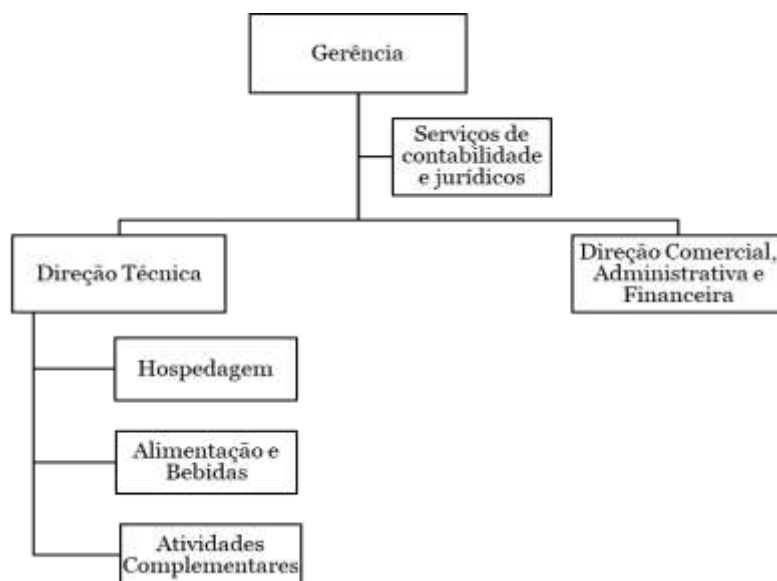 Gerência
Serviços de
contabilidade
e jurídicos
Direção Técnica
Direção Comercial,
Administrativa e
Financeira
Hospedagem
Alimentação e
Bebidas
Atividades
Complementares